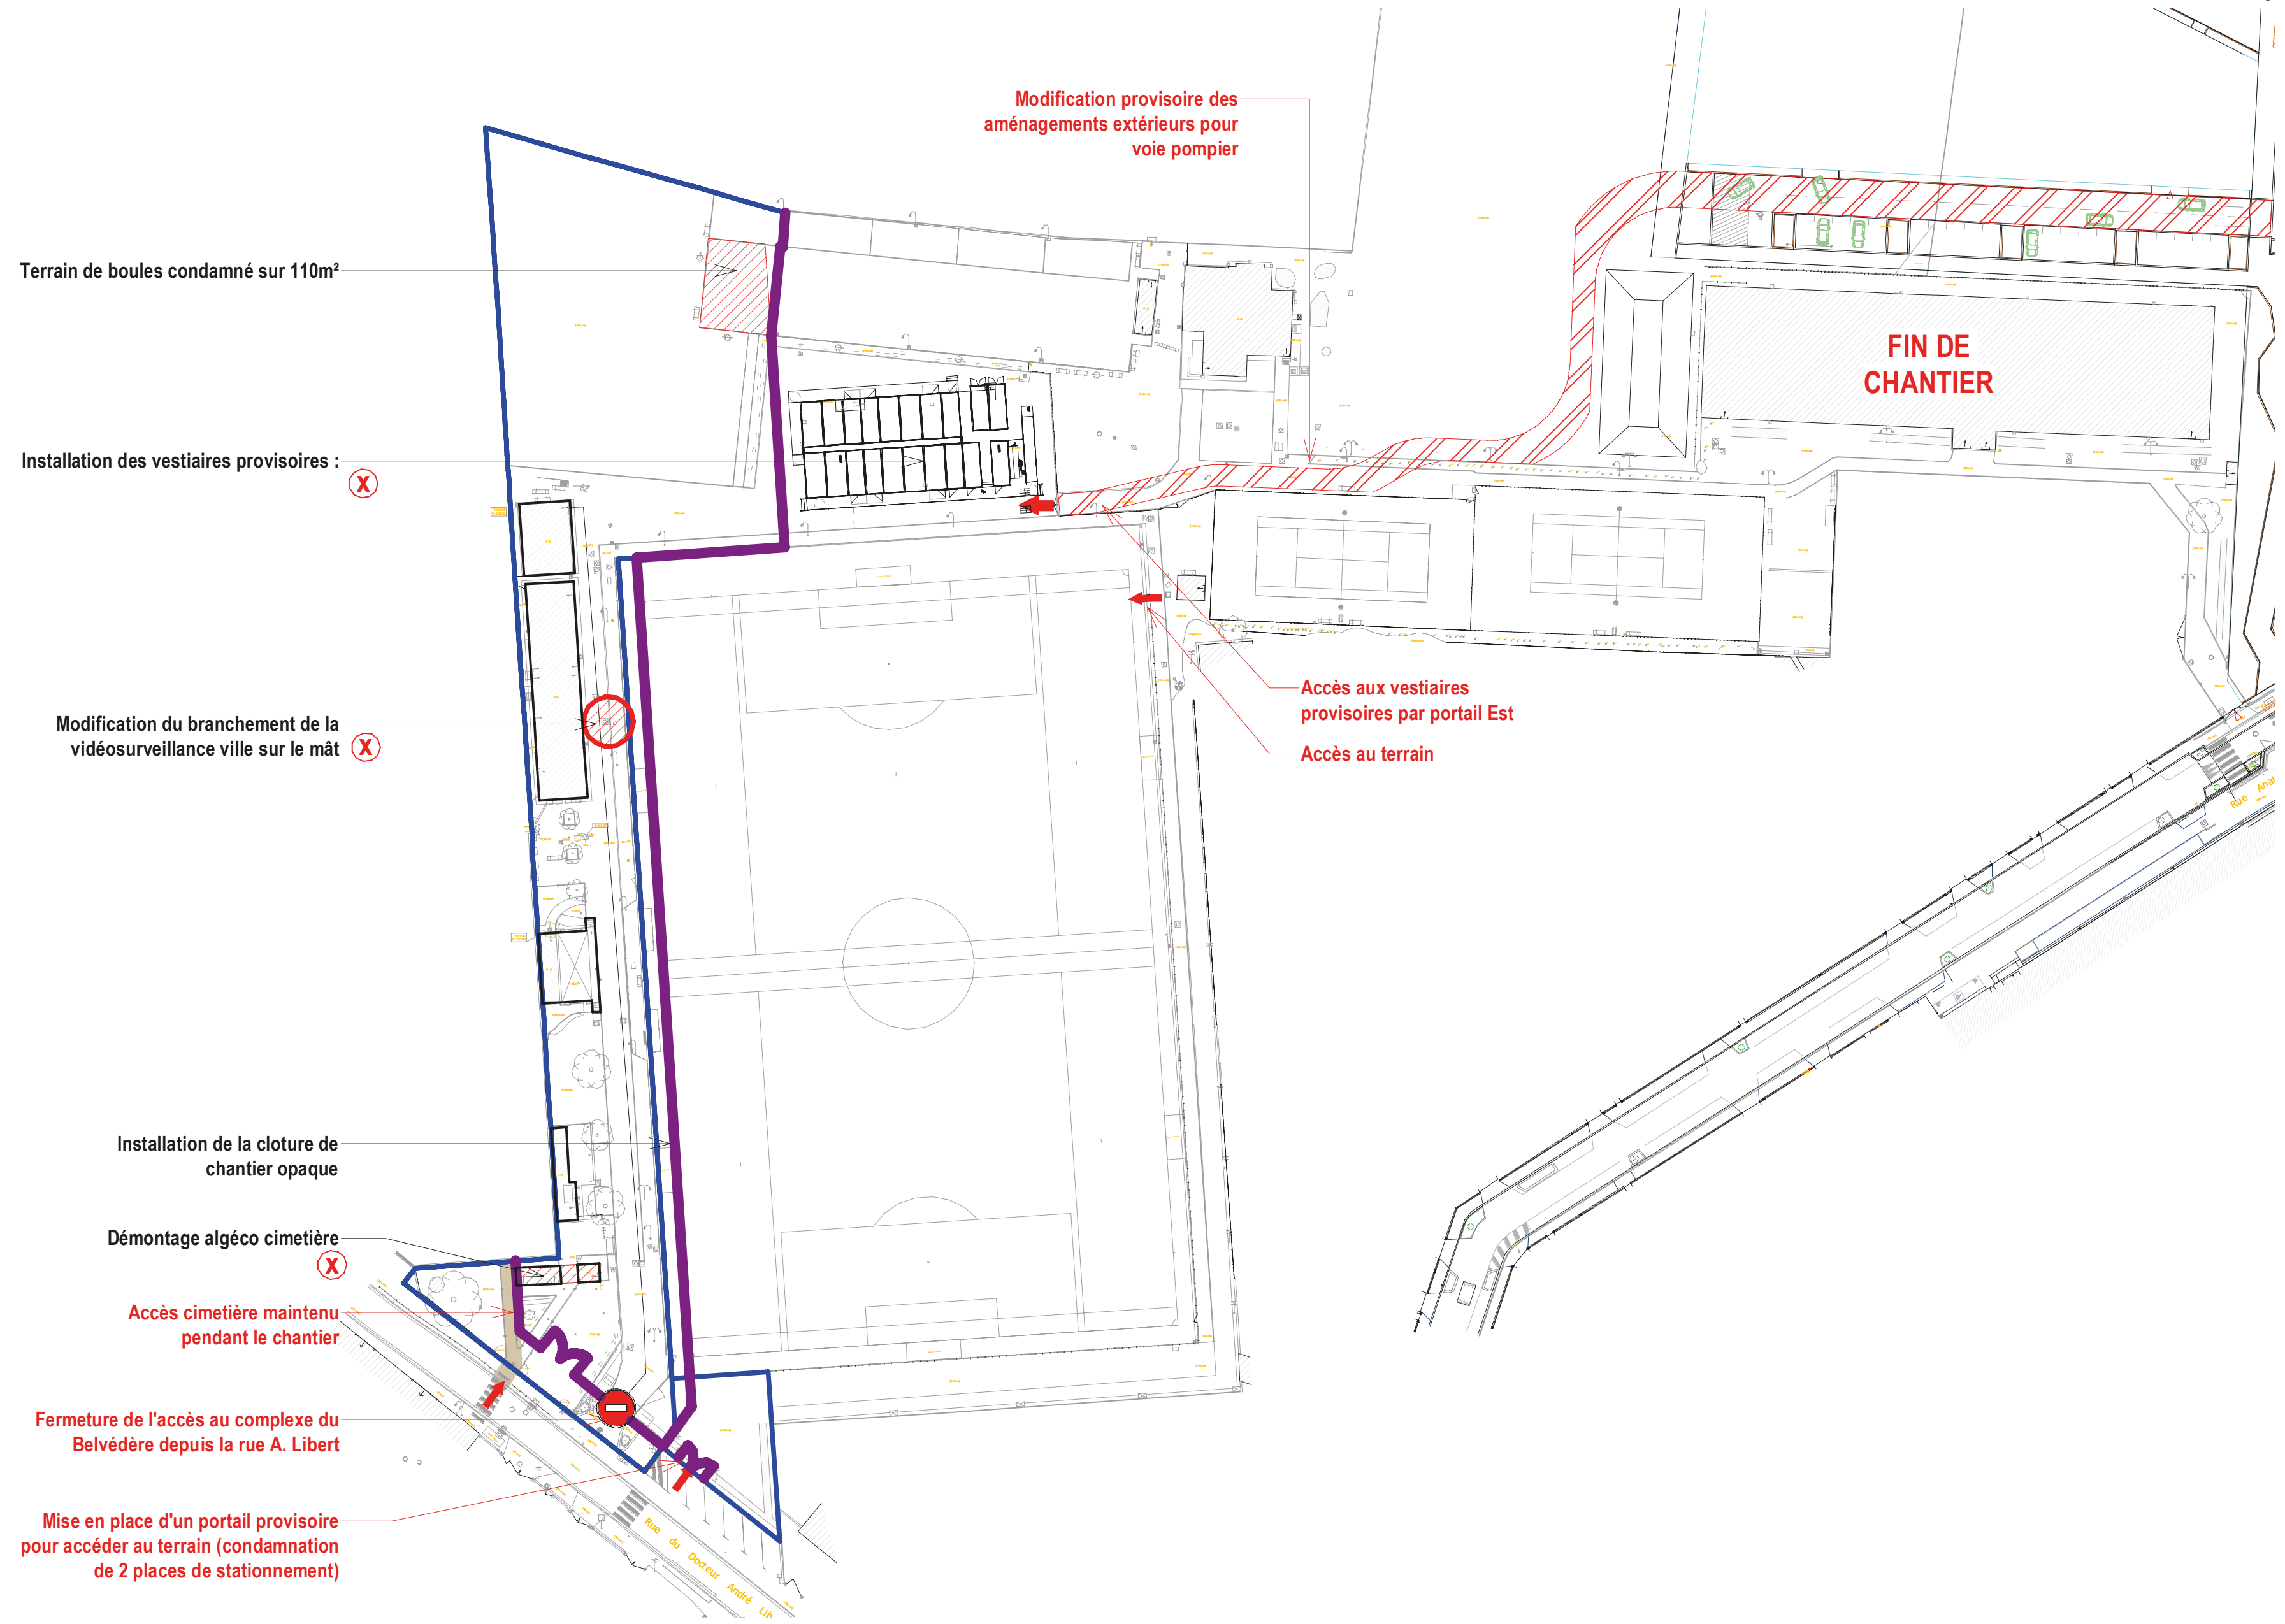 Modification provisoire des
aménagements extérieurs pour
voie pompier
Terrain de boules condamné sur 110m²
FIN DE
CHANTIER
Installation des vestiaires provisoires :
X
Modification du branchement de la
vidéosurveillance ville sur le mât
X
Accès aux vestiaires
provisoires par portail Est
Accès au terrain
Rue Anat
Installation de la cloture de
chantier opaque
Démontage algéco cimetière
X
Accès cimetière maintenu
pendant le chantier
Fermeture de l'accès au complexe du
Belvédère depuis la rue A. Libert
Mise en place d'un portail provisoire
pour accéder au terrain (condamnation
de 2 places de stationnement)
Rue du Docteur André Lib